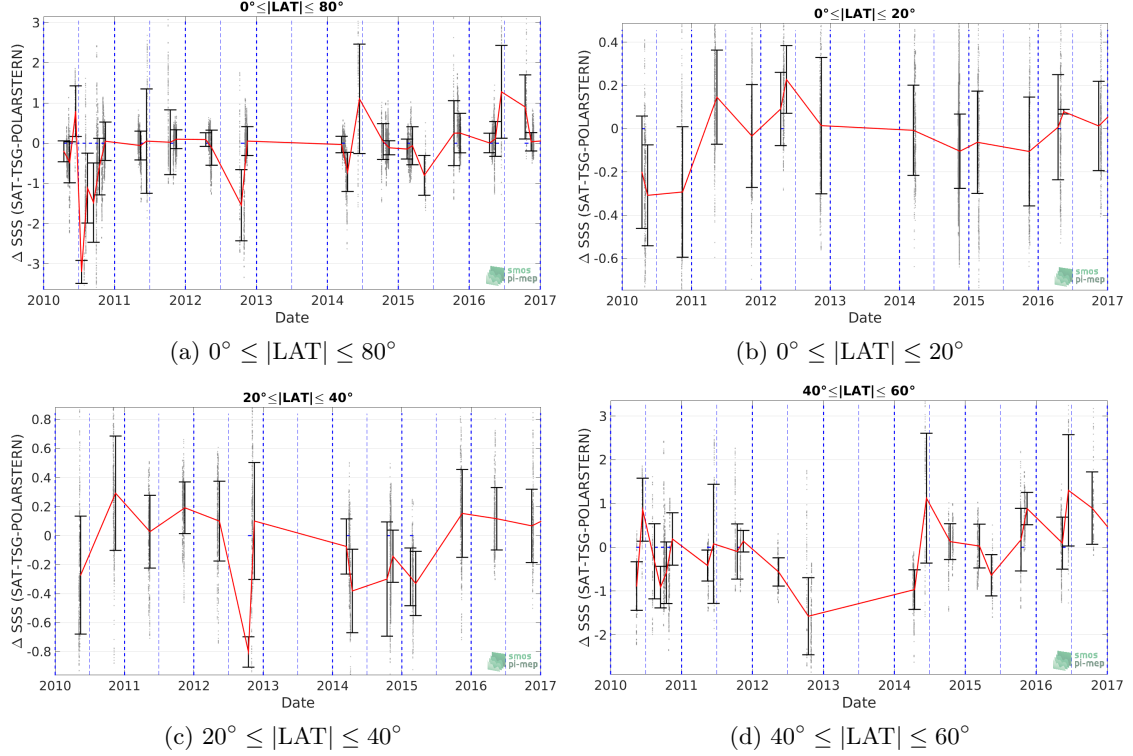 0°≤|LAT|≤ 80°
Δ SSS (SAT-TSG-POLARSTERN)
3
2
1
0
-1
-2
-3
2010 2011 2012 2013 2014 2015 2016 2017
Date
smos
pi-mep
(a) 0° ≤ |LAT| ≤ 80°
0°≤|LAT|≤ 20°
Δ SSS (SAT-TSG-POLARSTERN)
0.4
0.2
0
-0.2
-0.4
-0.6
2010 2011 2012 2013 2014 2015 2016 2017
Date
smos
pi-mep
(b) 0° ≤ |LAT| ≤ 20°
20°≤|LAT|≤ 40°
Δ SSS (SAT-TSG-POLARSTERN)
0.8
0.6
0.4
0.2
0
-0.2
-0.4
-0.6
-0.8
2010 2011 2012 2013 2014 2015 2016 2017
Date
smos
pi-mep
(c) 20° ≤ |LAT| ≤ 40°
40°≤|LAT|≤ 60°
Δ SSS (SAT-TSG-POLARSTERN)
3
2
1
0
-1
-2
2010 2011 2012 2013 2014 2015 2016 2017
Date
smos
pi-mep
(d) 40° ≤ |LAT| ≤ 60°